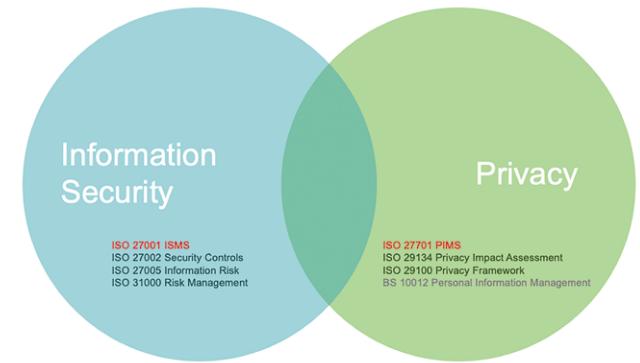 Information
Security
ISO 27001 ISMS
ISO 27002 Security Controls
ISO 27005 Information Risk
ISO 31000 Risk Management
Privacy
ISO 27701 PIMS
ISO 29134 Privacy Impact Assessment
ISO 29100 Privacy Framework
BS 10012 Personal Information Management